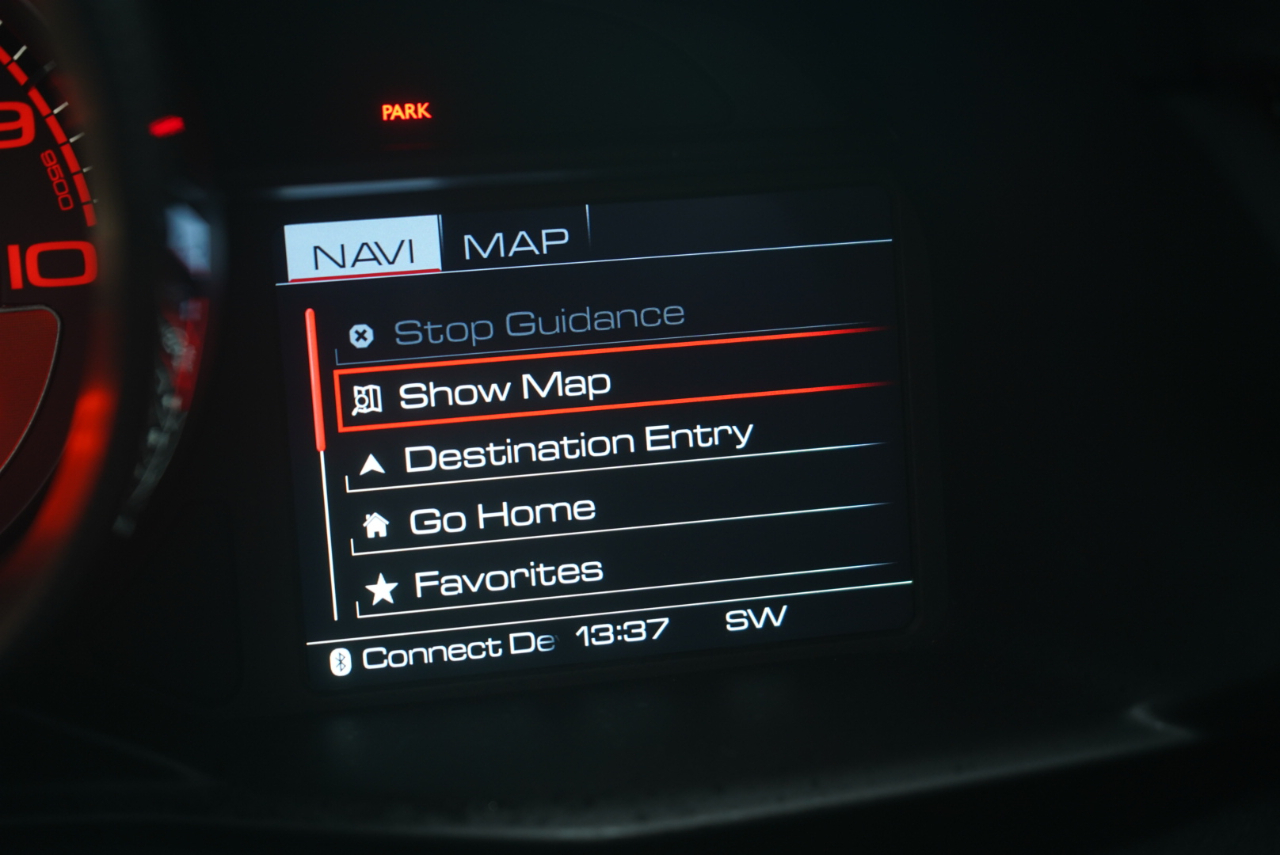 9
9500
10
PARK
NAVI MAP
Stop Guidance
Show Map
Destination Entry
Go Home
Favorites
Connect De 13:37 SW